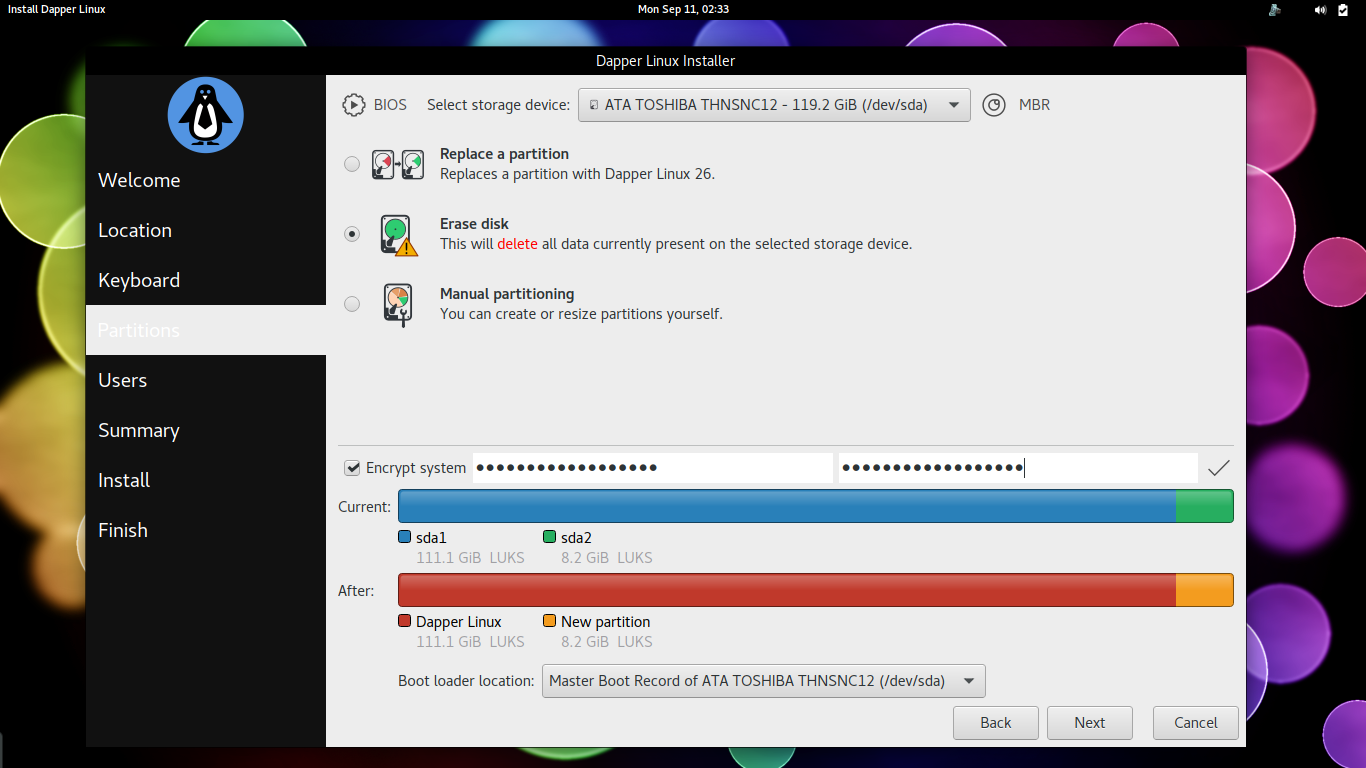 Install Dapper Linux
Mon Sep 11, 02:33
Dapper Linux Installer
Welcome
Location
Keyboard
Partitions
Users
Summary
Install
Finish
BIOS
Select storage device:
ATA TOSHIBA THNSNC12 - 119.2 GiB (/dev/sda)
MBR
Replace a partition
Replaces a partition with Dapper Linux 26.
Erase disk
This will delete all data currently present on the selected storage device.
Manual partitioning
You can create or resize partitions yourself.
Encrypt system ●●●●●●●●●●●●●●●●●● ●●●●●●●●●●●●●●●●●●
Current:
sda1 sda2
111.1 GiB LUKS 8.2 GiB LUKS
After:
Dapper Linux New partition
111.1 GiB LUKS 8.2 GiB LUKS
Boot loader location: Master Boot Record of ATA TOSHIBA THNSNC12 (/dev/sda)
Back Next Cancel